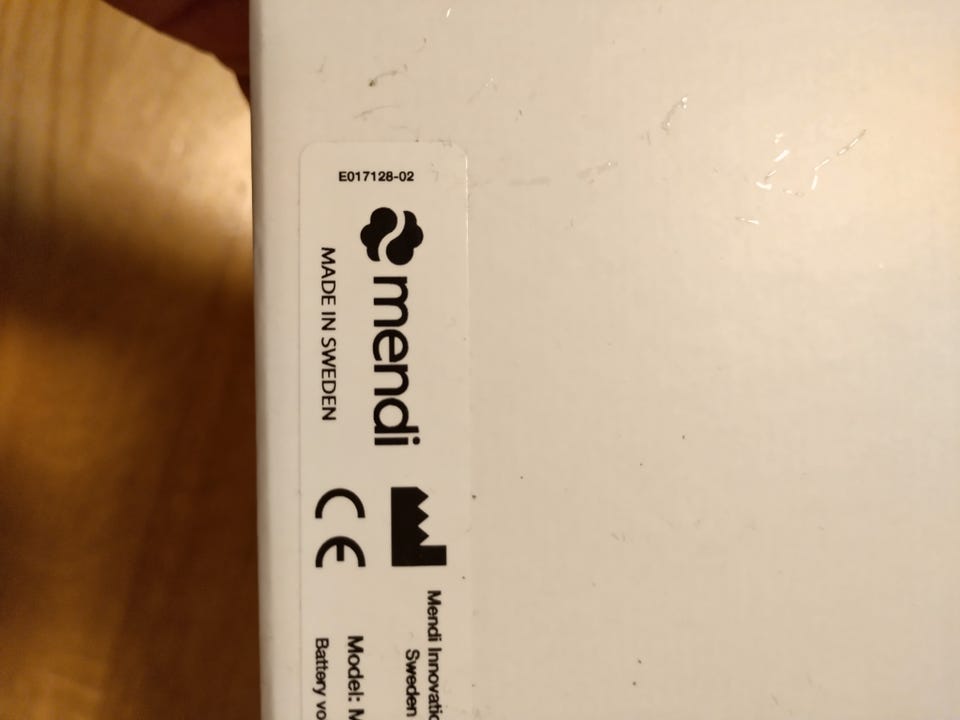 E017128-02
mendi
MADE IN SWEDEN
CE
Mendi
Sweden
Model:
Battery